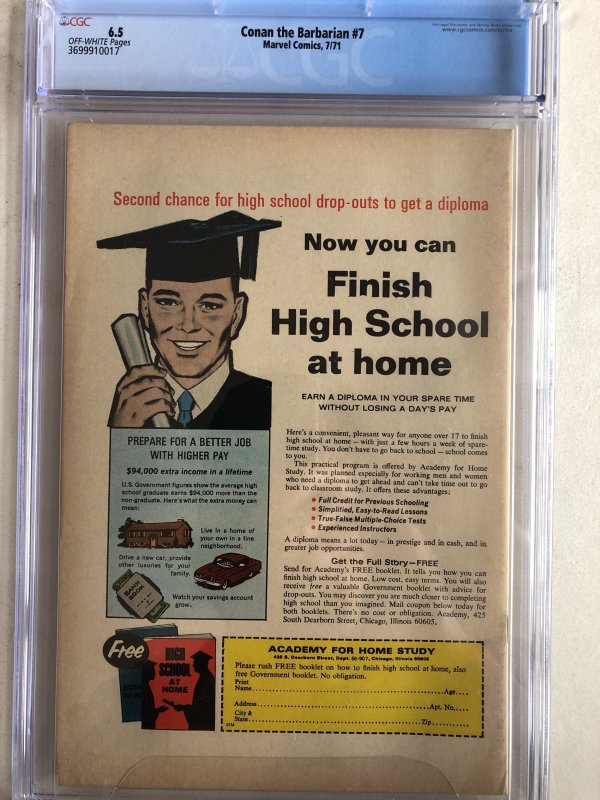 CGC
6.5
OFF-WHITE Pages
3699910017
Conan the Barbarian #7
Marvel Comics, 7/71
www.cgccomics.com/terms
CGC
Second chance for high school drop-outs to get a diploma
Now you can
Finish
High School
at home
EARN A DIPLOMA IN YOUR SPARE TIME
WITHOUT LOSING A DAY'S PAY
PREPARE FOR A BETTER JOB
WITH HIGHER PAY
$94,000 extra income in a lifetime
U.S. Government figures show the average high
school graduate earns $94,000 more than the
non-graduate. Here's what the extra money can
mean:
Live in a home of
your own in a fine
neighborhood.
Drive a new car, provide
other luxuries for your
family.
BANK
BOOK
Watch your savings account
grow.
Here's a convenient, pleasant way for anyone over 17 to finish
high school at home – with just a few hours a week of spare-
time study. You don't have to go back to school – school comes
to you.
This practical program is offered by Academy for Home
Study. It was planned especially for working men and women
who need a diploma to get ahead and can't take time out to go
back to classroom study. It offers these advantages:
• Full Credit for Previous Schooling
• Simplified, Easy-to-Read Lessons
• True-False Multiple-Choice Tests
• Experienced Instructors
A diploma means a lot today – in prestige and in cash, and in
greater job opportunities.
Get the Full Story–FREE
Send for Academy's FREE booklet. It tells you how you can
finish high school at home. Low cost, easy terms. You will also
receive free a valuable Government booklet with advice for
drop-outs. You may discover you are much closer to completing
high school than you imagined. Mail coupon below today for
both booklets. There's no cost or obligation. Academy, 425
South Dearborn Street, Chicago, Illinois 60605.
Free
HIGH
SCHOOL
AT
HOME
ACADEMY FOR HOME STUDY
425 S. Dearborn Street, Dept. Chicago, Illinois 60605
Please rush FREE booklet on how to finish high school at home, also
free Government booklet. No obligation.
Print
Name Age
Address Apt. No.
City &
State Zip